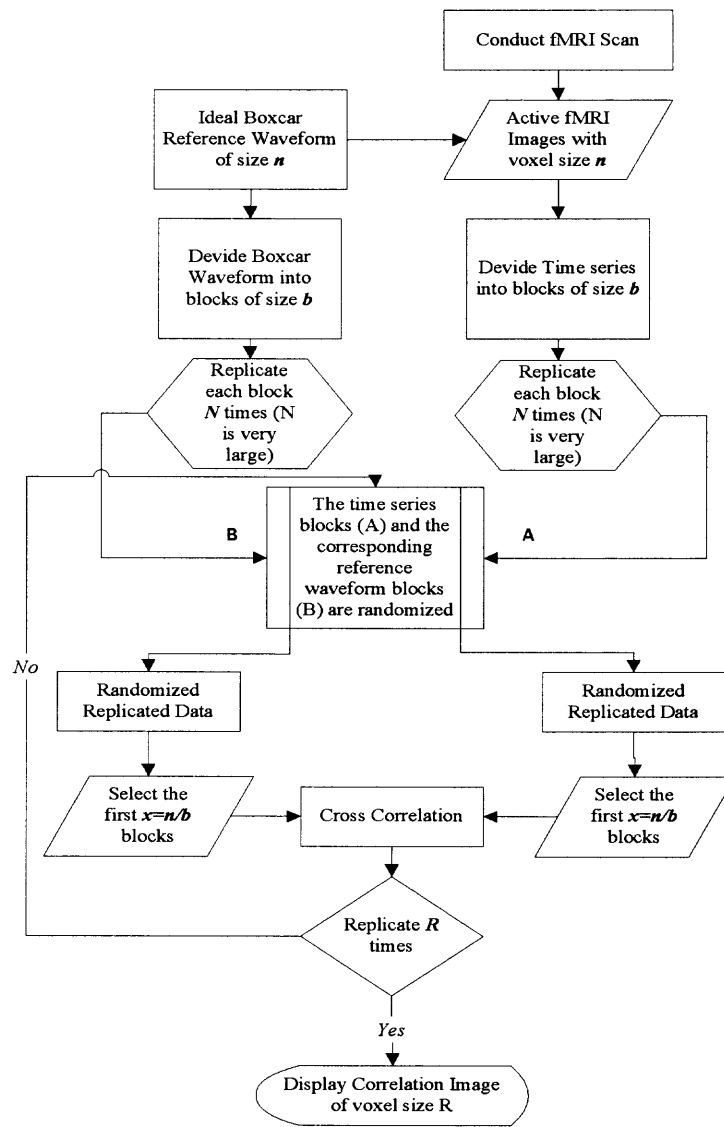 Conduct fMRI Scan
Ideal Boxcar
Reference Waveform
of size n
Active fMRI
Images with
voxel size n
Devide Boxcar
Waveform into
blocks of size b
Devide Time series
into blocks of size b
Replicate
each block
N times (N
is very
large)
Replicate
each block
N times (N
is very
large)
B
The time series
blocks (A) and the
corresponding
reference
waveform blocks
(B) are randomized
A
No
Randomized
Replicated Data
Randomized
Replicated Data
Select the
first x=n/b
blocks
Cross Correlation
Select the
first x=n/b
blocks
Replicate R
times
Yes
Display Correlation Image
of voxel size R